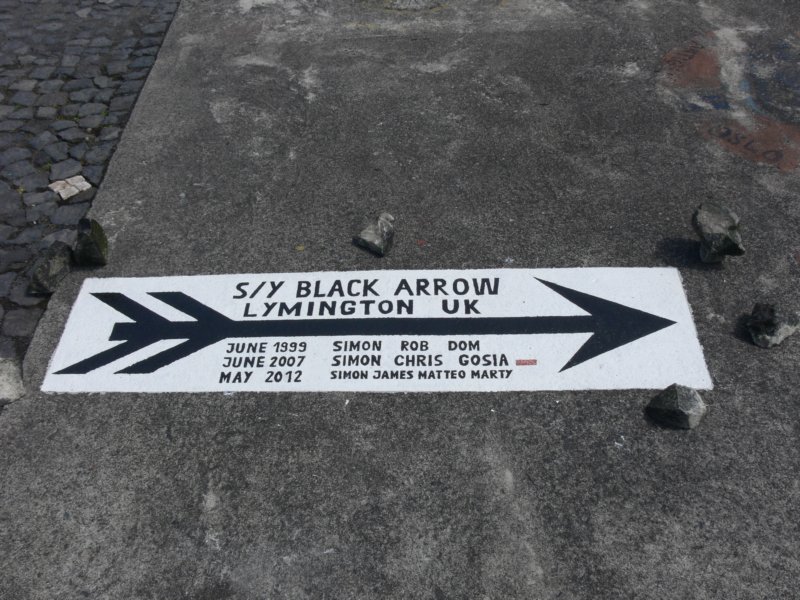 OSLO
S/Y BLACK ARROW
LYMINGTON UK
JUNE 1999 SIMON ROB DOM
JUNE 2007 SIMON CHRIS GOSIA
MAY 2012 SIMON JAMES MATTEO MARTY